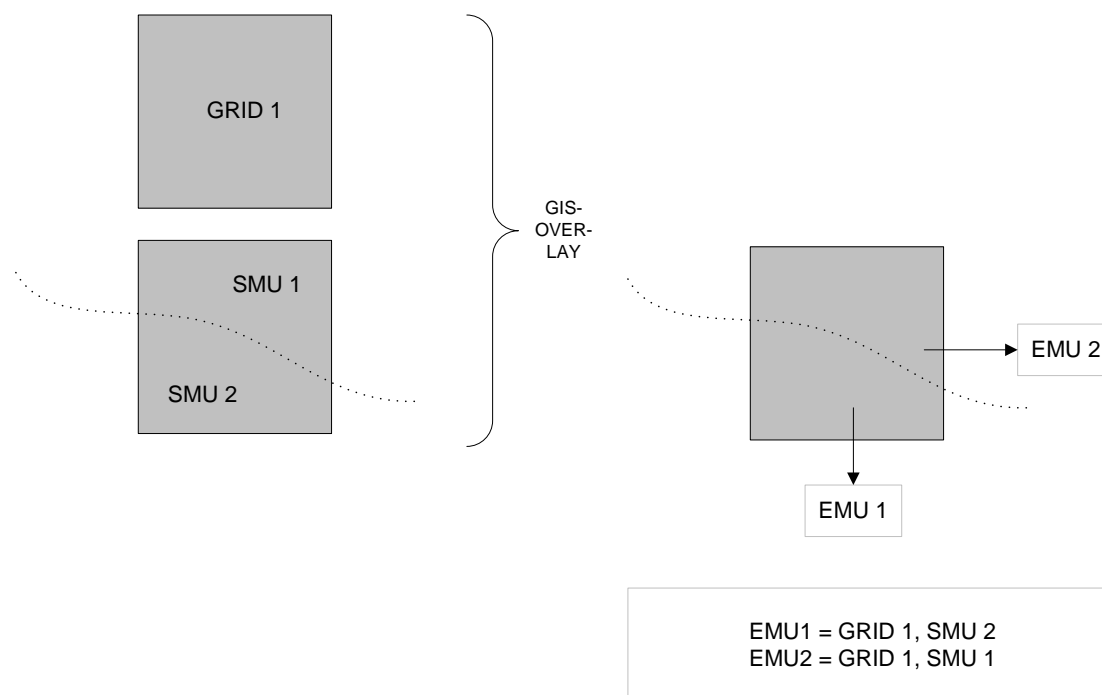 GRID 1
SMU 1
SMU 2
GIS-
OVER-
LAY
EMU 2
EMU 1
EMU1 = GRID 1, SMU 2
EMU2 = GRID 1, SMU 1